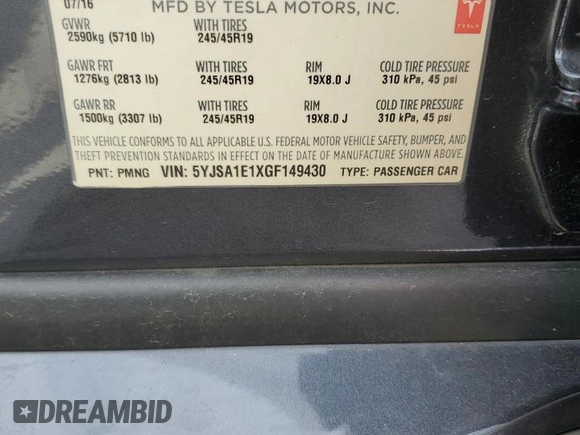 07/16 MFD BY TESLA MOTORS, INC.
GVWR WITH TIRES
2590kg (5710 lb) 245/45R19
GAWR FRT WITH TIRES RIM COLD TIRE PRESSURE
1276kg (2813 lb) 245/45R19 19X8.0 J 310 kPa, 45 psi
GAWR RR WITH TIRES RIM COLD TIRE PRESSURE
1500kg (3307 lb) 245/45R19 19X8.0 J 310 kPa, 45 psi
THIS VEHICLE CONFORMS TO ALL APPLICABLE U.S. FEDERAL MOTOR VEHICLE SAFETY, BUMPER, AND
THEFT PREVENTION STANDARDS IN EFFECT ON THE DATE OF MANUFACTURE SHOWN ABOVE.
PNT: PMNG VIN: 5YJSA1E1XGF149430 TYPE: PASSENGER CAR
TESLA
DREAMBID